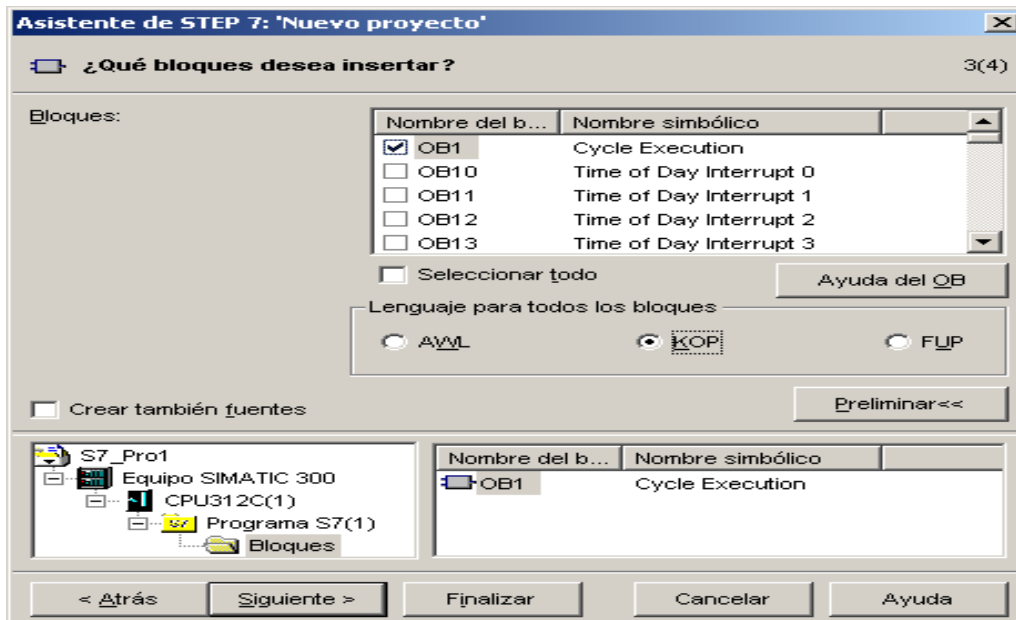 Asistente de STEP 7: 'Nuevo proyecto'
¿Qué bloques desea insertar?
3(4)
Bloques:
Nombre del b... Nombre simbólico
OB1 Cycle Execution
OB10 Time of Day Interrupt 0
OB11 Time of Day Interrupt 1
OB12 Time of Day Interrupt 2
OB13 Time of Day Interrupt 3
Seleccionar todo
Ayuda del OB
Lenguaje para todos los bloques
AWL KOP FUP
Crear también fuentes
Preliminar<<
S7_Pro1
Equipo SIMATIC 300
CPU312C(1)
Programa S7(1)
Bloques
Nombre del b... Nombre simbólico
OB1 Cycle Execution
< Atrás Siguiente > Finalizar Cancelar Ayuda